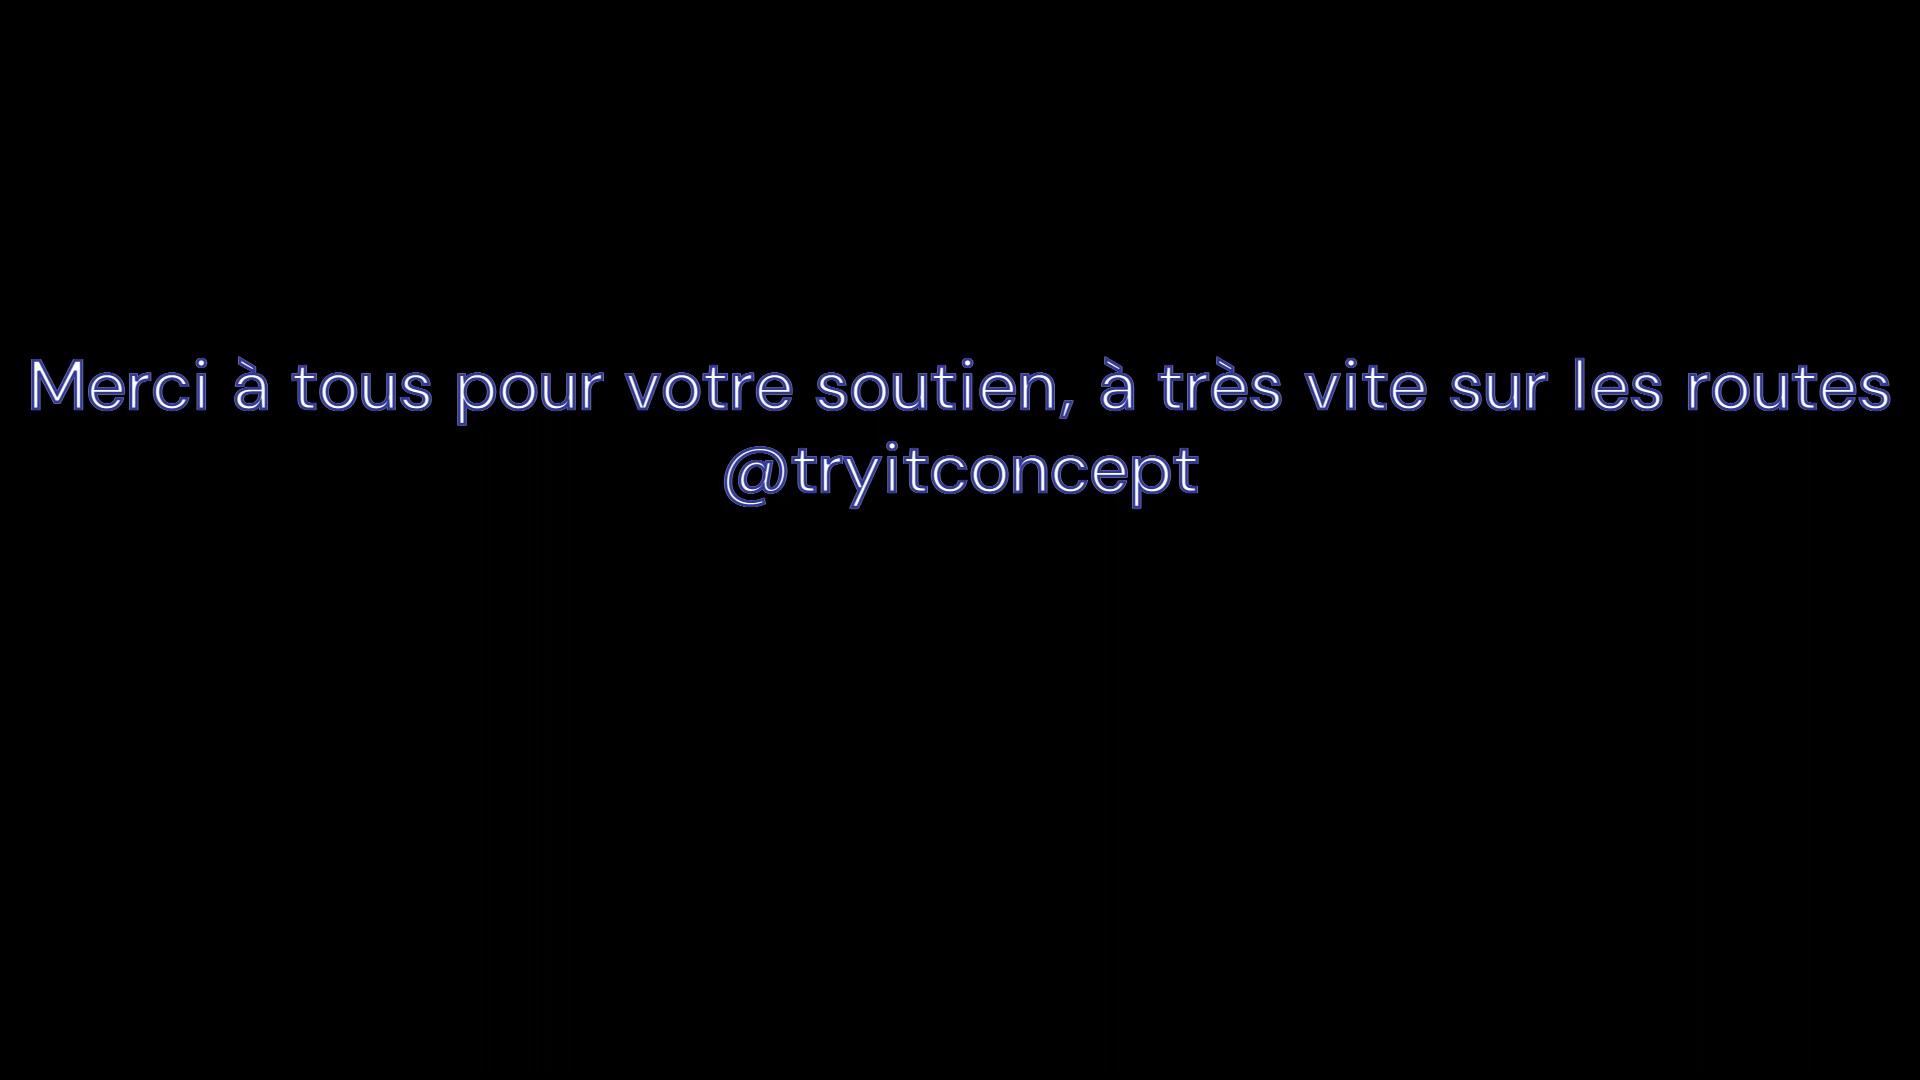 Merci à tous pour votre soutien, à très vite sur les routes
@tryitconcept